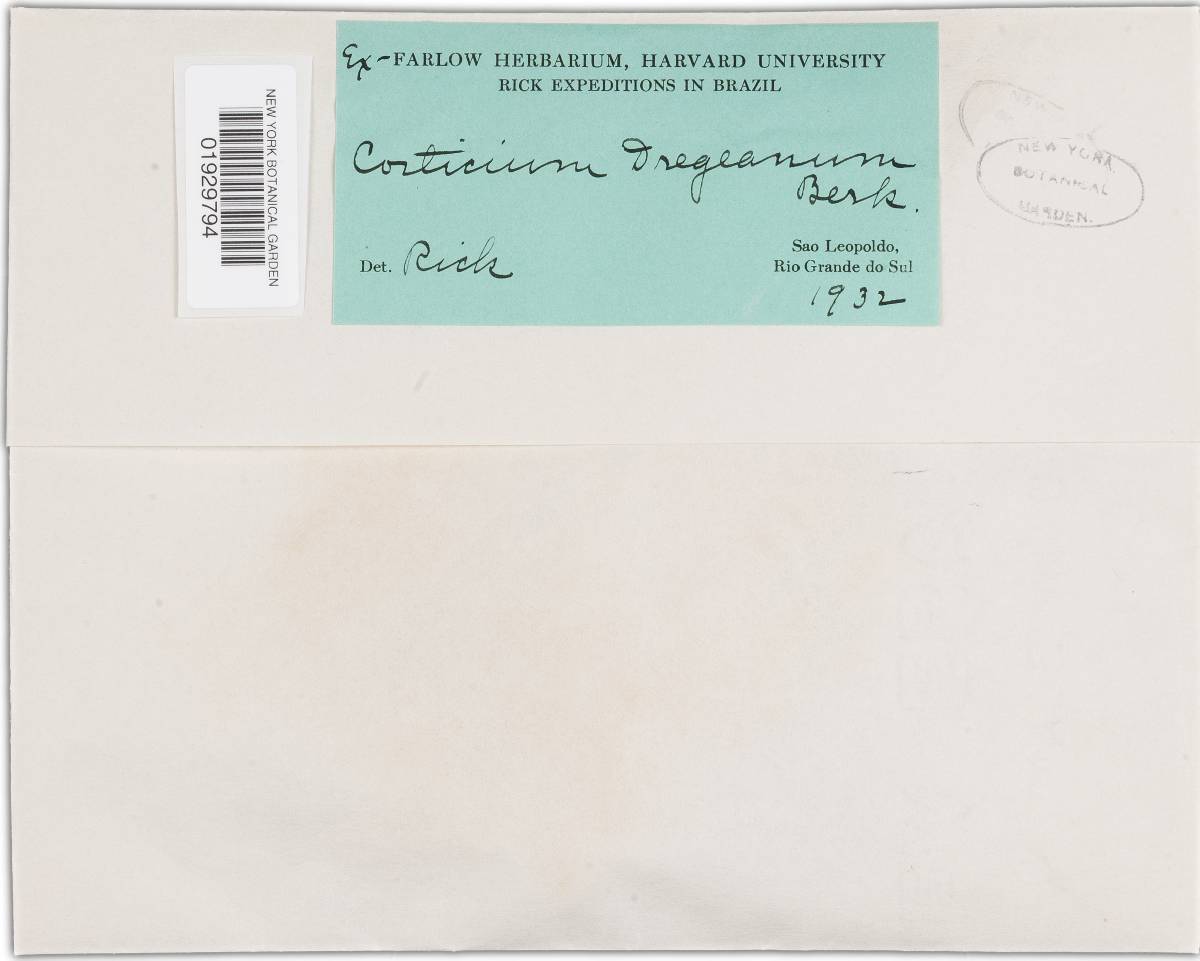 Ex-FARLOW HERBARIUM, HARVARD UNIVERSITY
RICK EXPEDITIONS IN BRAZIL
Corticium Dregeanum
Berk.
Det. Rick
Sao Leopoldo,
Rio Grande do Sul
1932
NEW YORK BOTANICAL GARDEN
01929794
NEW YORK
BOTANICAL
GARDEN.
NEW